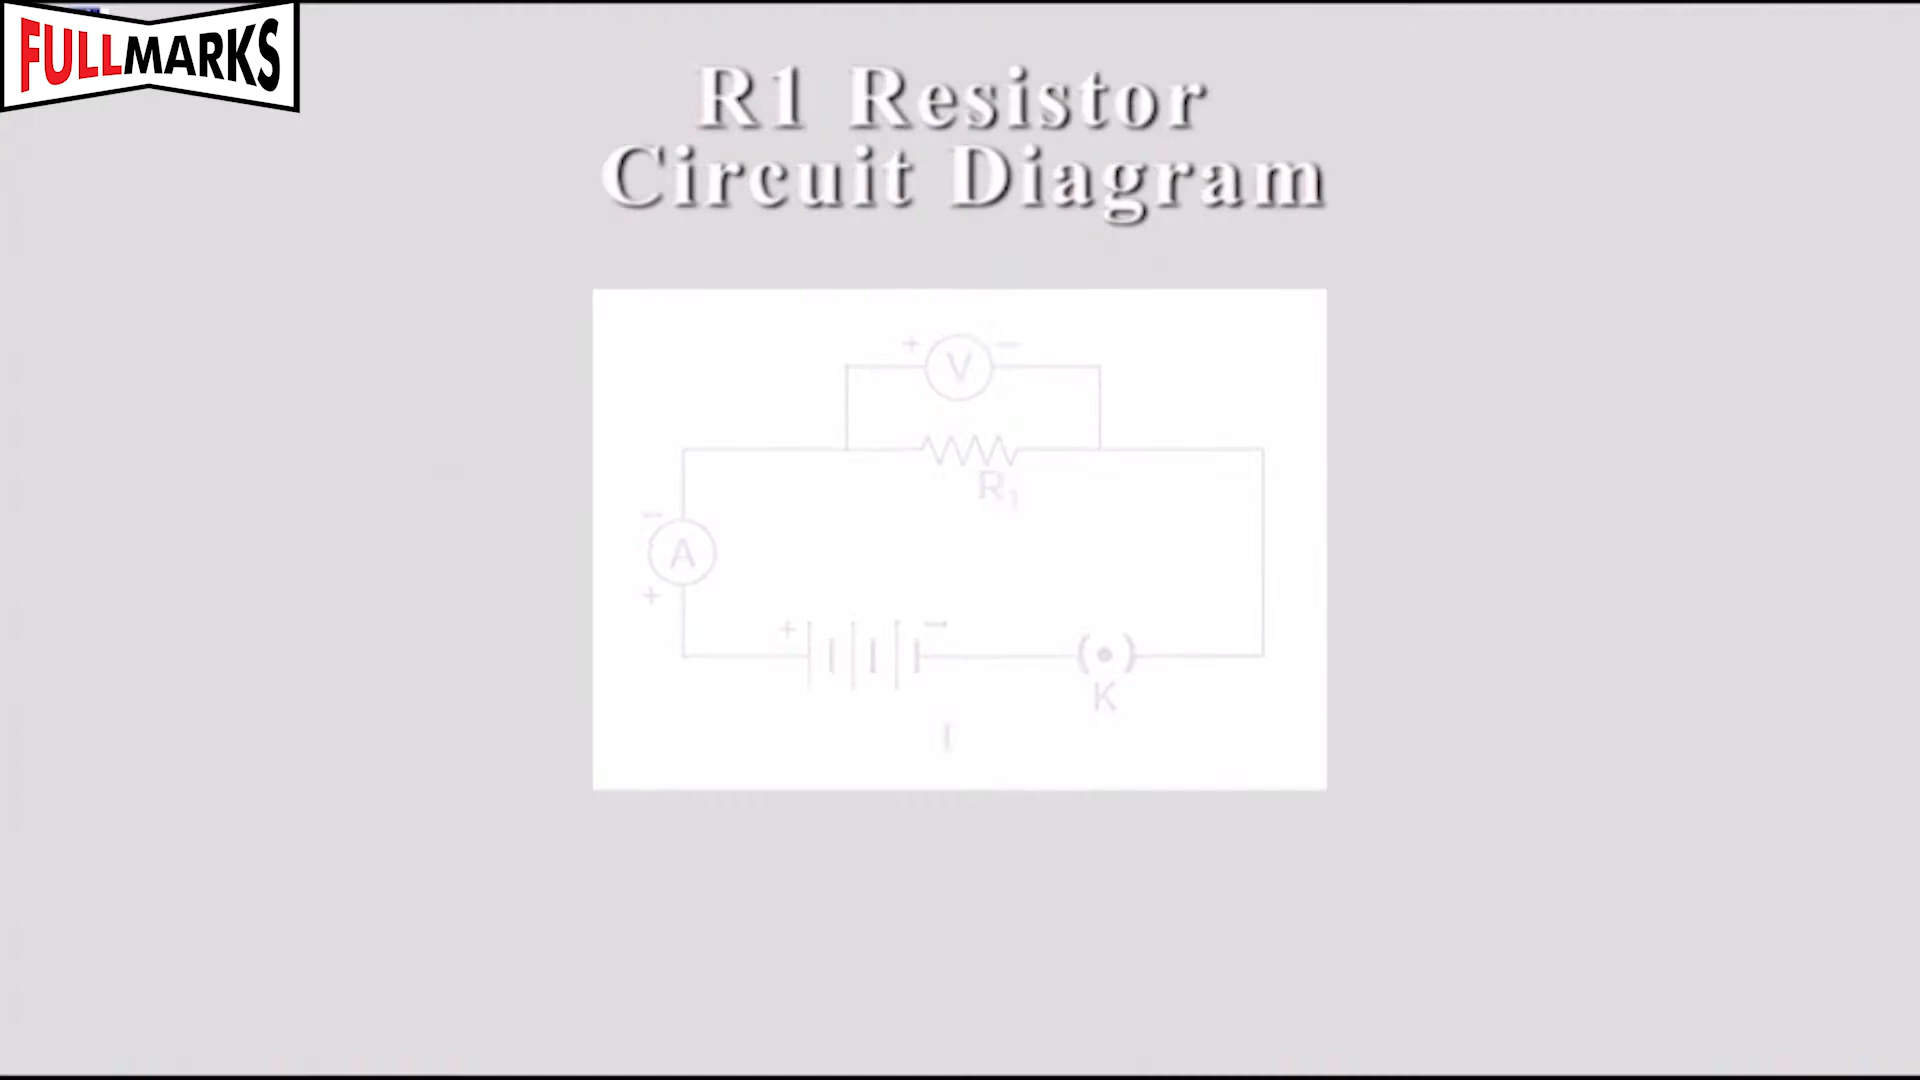 FULLMARKS
R1 Resistor
Circuit Diagram
+ V −
R1
− A +
+ −
K